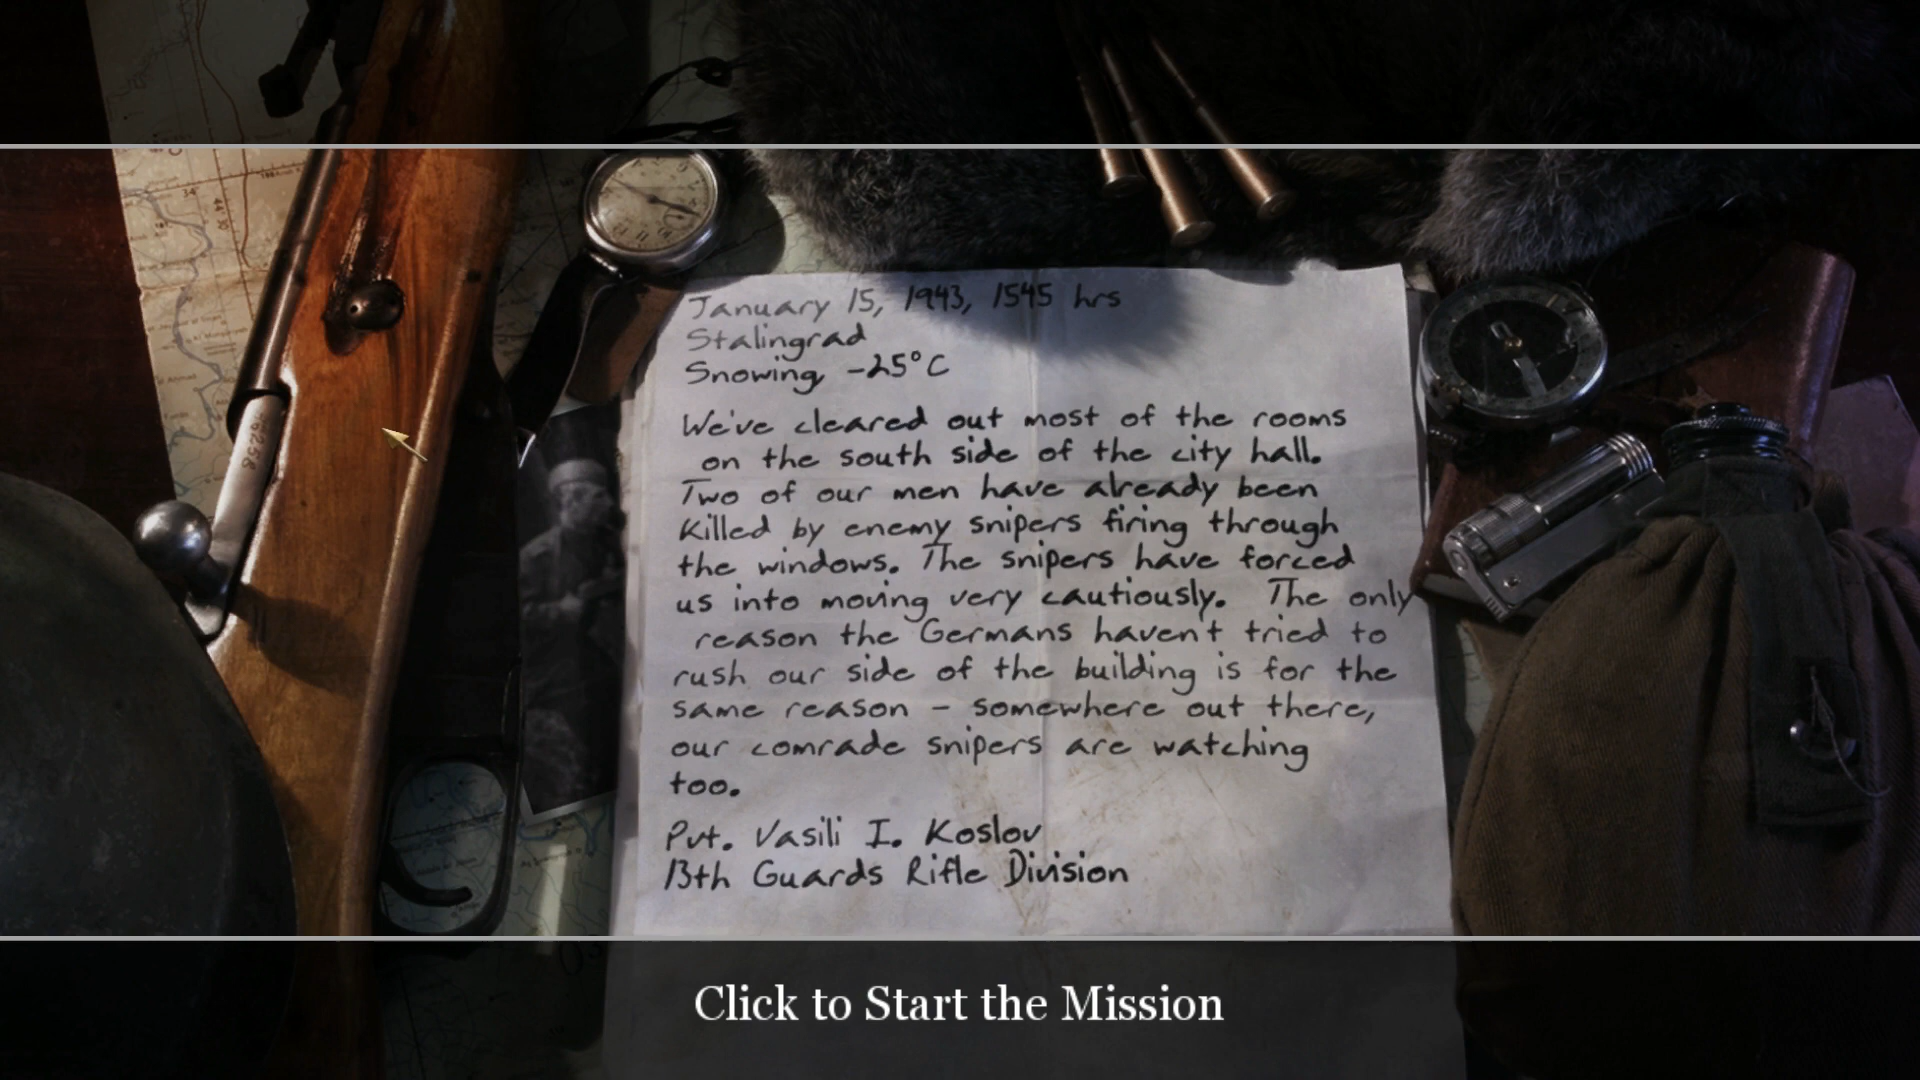 January 15, 1943, 1545 hrs
Stalingrad
Snowing, -25°C
We've cleared out most of the rooms
on the south side of the city hall.
Two of our men have already been
killed by enemy snipers firing through
the windows. The snipers have forced
us into moving very cautiously. The only
reason the Germans haven't tried to
rush our side of the building is for the
same reason - somewhere out there,
our comrade snipers are watching
too.
Pvt. Vasili I. Koslov
13th Guards Rifle Division
Click to Start the Mission